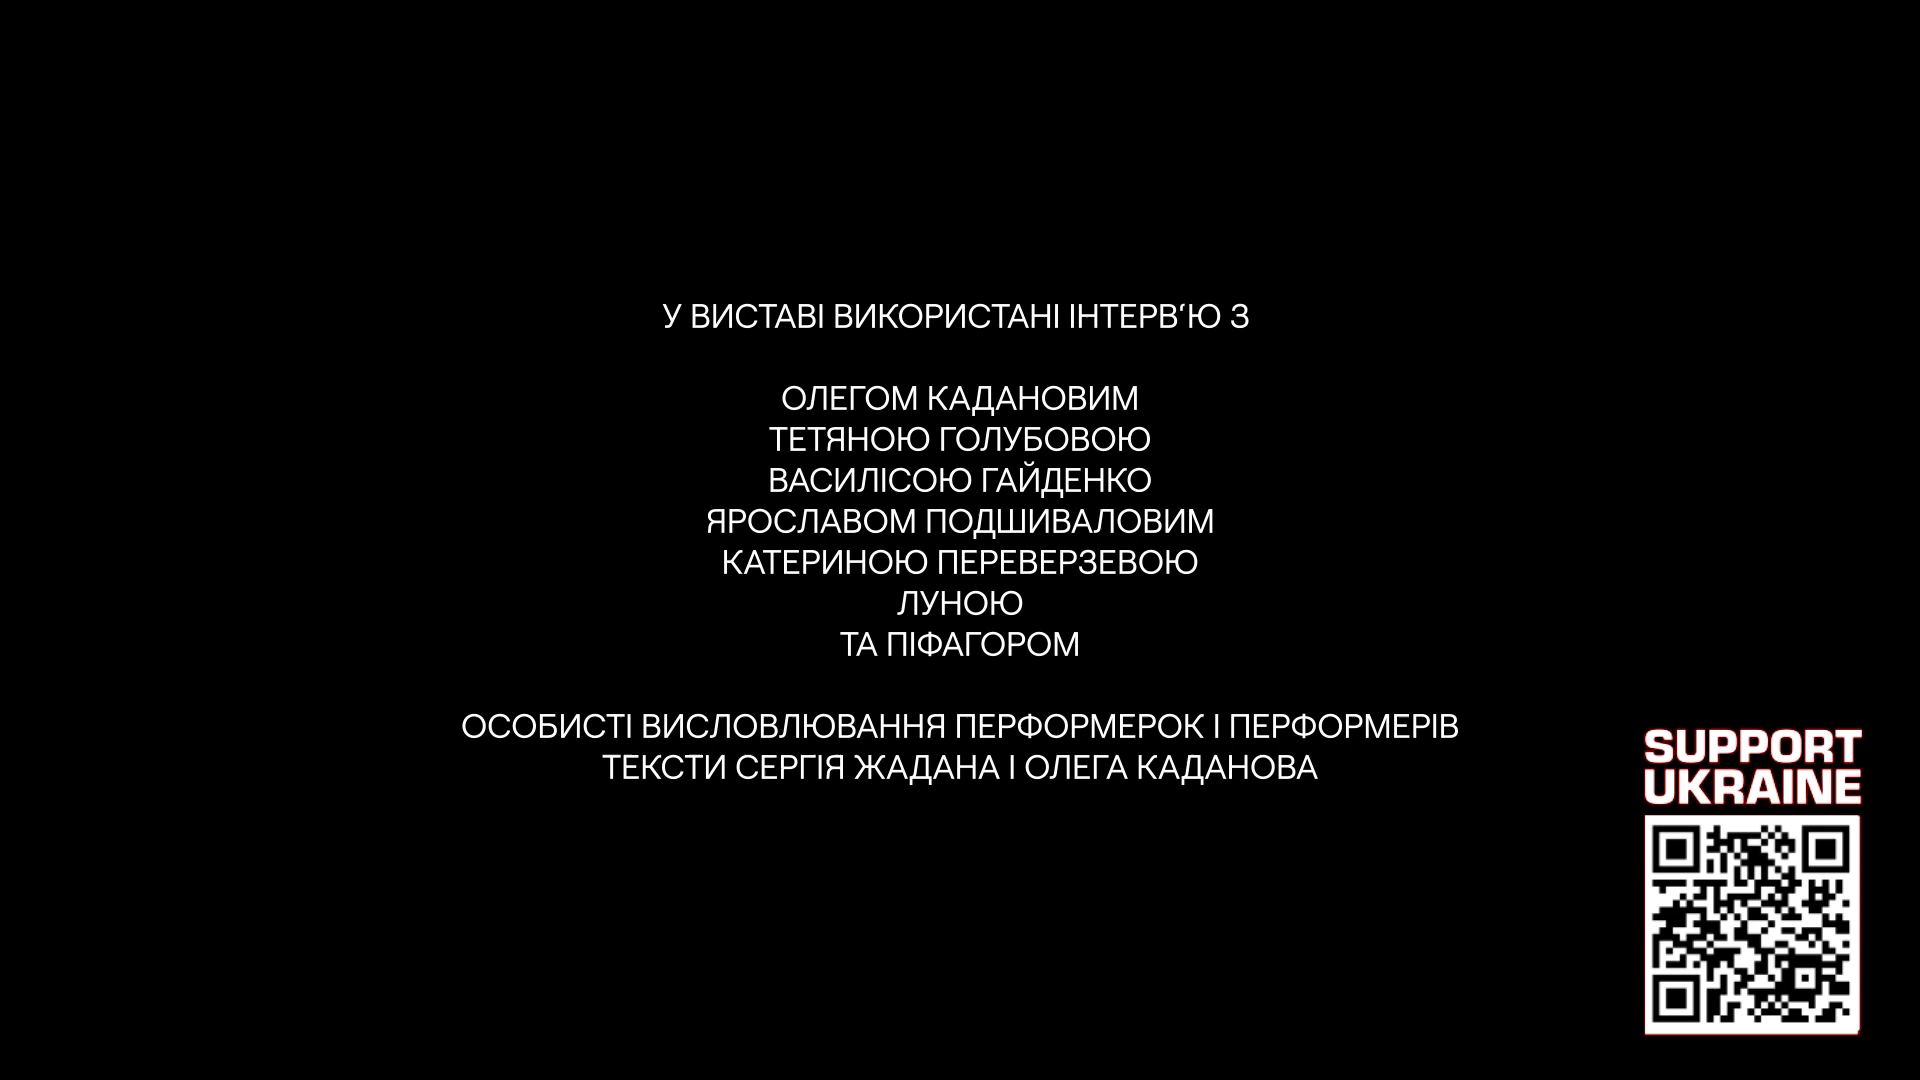 У ВИСТАВІ ВИКОРИСТАНІ ІНТЕРВ‘Ю З
ОЛЕГОМ КАДАНОВИМ
ТЕТЯНОЮ ГОЛУБОВОЮ
ВАСИЛІСОЮ ГАЙДЕНКО
ЯРОСЛАВОМ ПОДШИВАЛОВИМ
КАТЕРИНОЮ ПЕРЕВЕРЗЕВОЮ
ЛУНОЮ
ТА ПІФАГОРОМ
ОСОБИСТІ ВИСЛОВЛЮВАННЯ ПЕРФОРМЕРОК І ПЕРФОРМЕРІВ
ТЕКСТИ СЕРГІЯ ЖАДАНА І ОЛЕГА КАДАНОВА
SUPPORT
UKRAINE